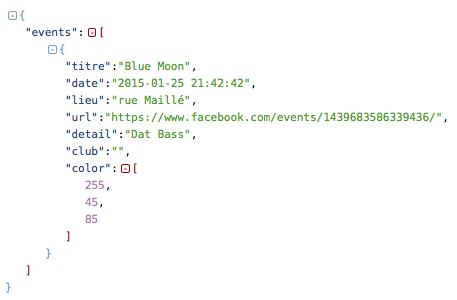 {
"events":[
{
"titre":"Blue Moon",
"date":"2015-01-25 21:42:42",
"lieu":"rue Maillé",
"url":"https://www.facebook.com/events/1439683586339436/",
"detail":"Dat Bass",
"club":"",
"color":[
255,
45,
85
]
}
]
}